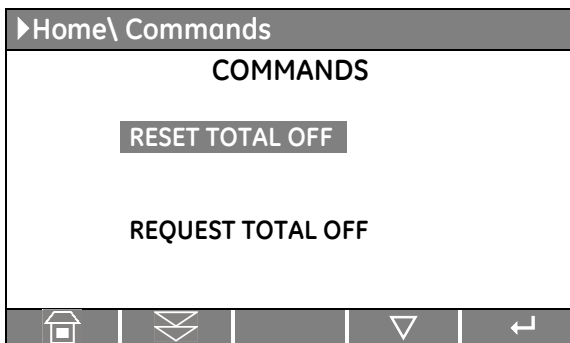 Home\ Commands
COMMANDS
RESET TOTAL OFF
REQUEST TOTAL OFF